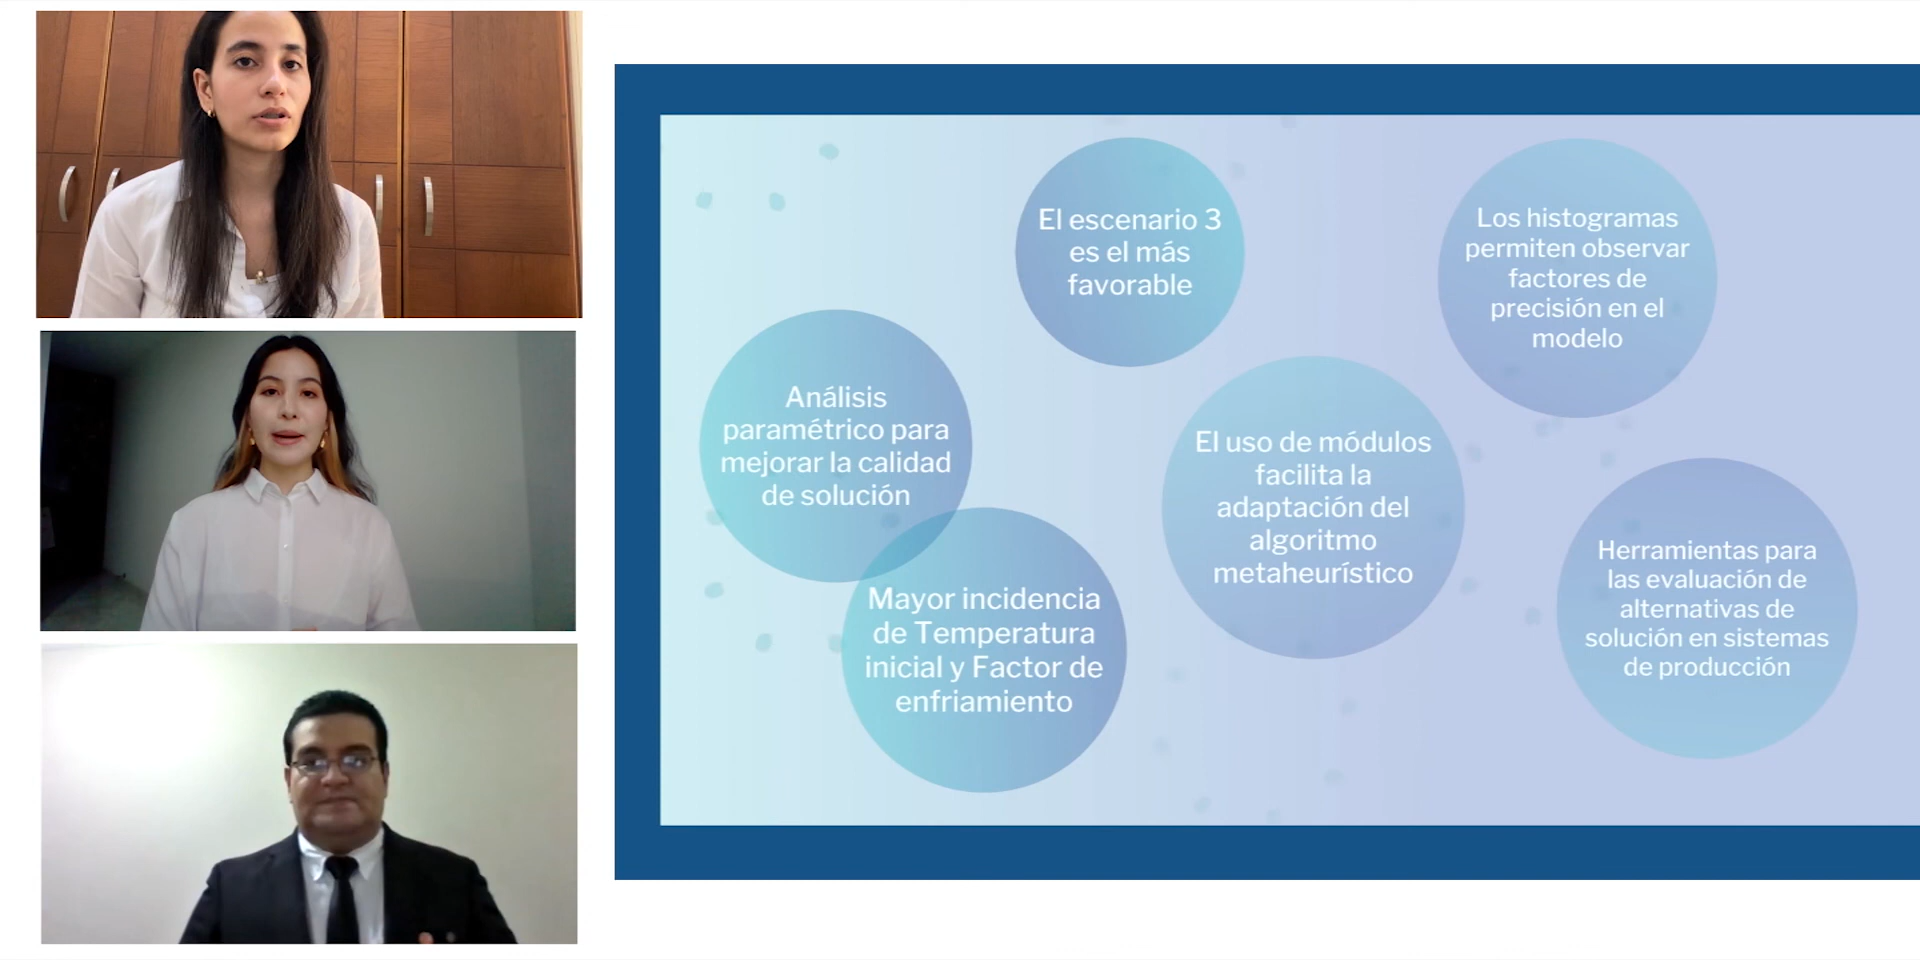 El escenario 3
es el más
favorable
Los histogramas
permiten observar
factores de
precisión en el
modelo
Análisis
paramétrico para
mejorar la calidad
de solución
El uso de módulos
facilita la
adaptación del
algoritmo
metaheurístico
Mayor incidencia
de Temperatura
inicial y Factor de
enfriamiento
Herramientas para
las evaluación de
alternativas de
solución en sistemas
de producción